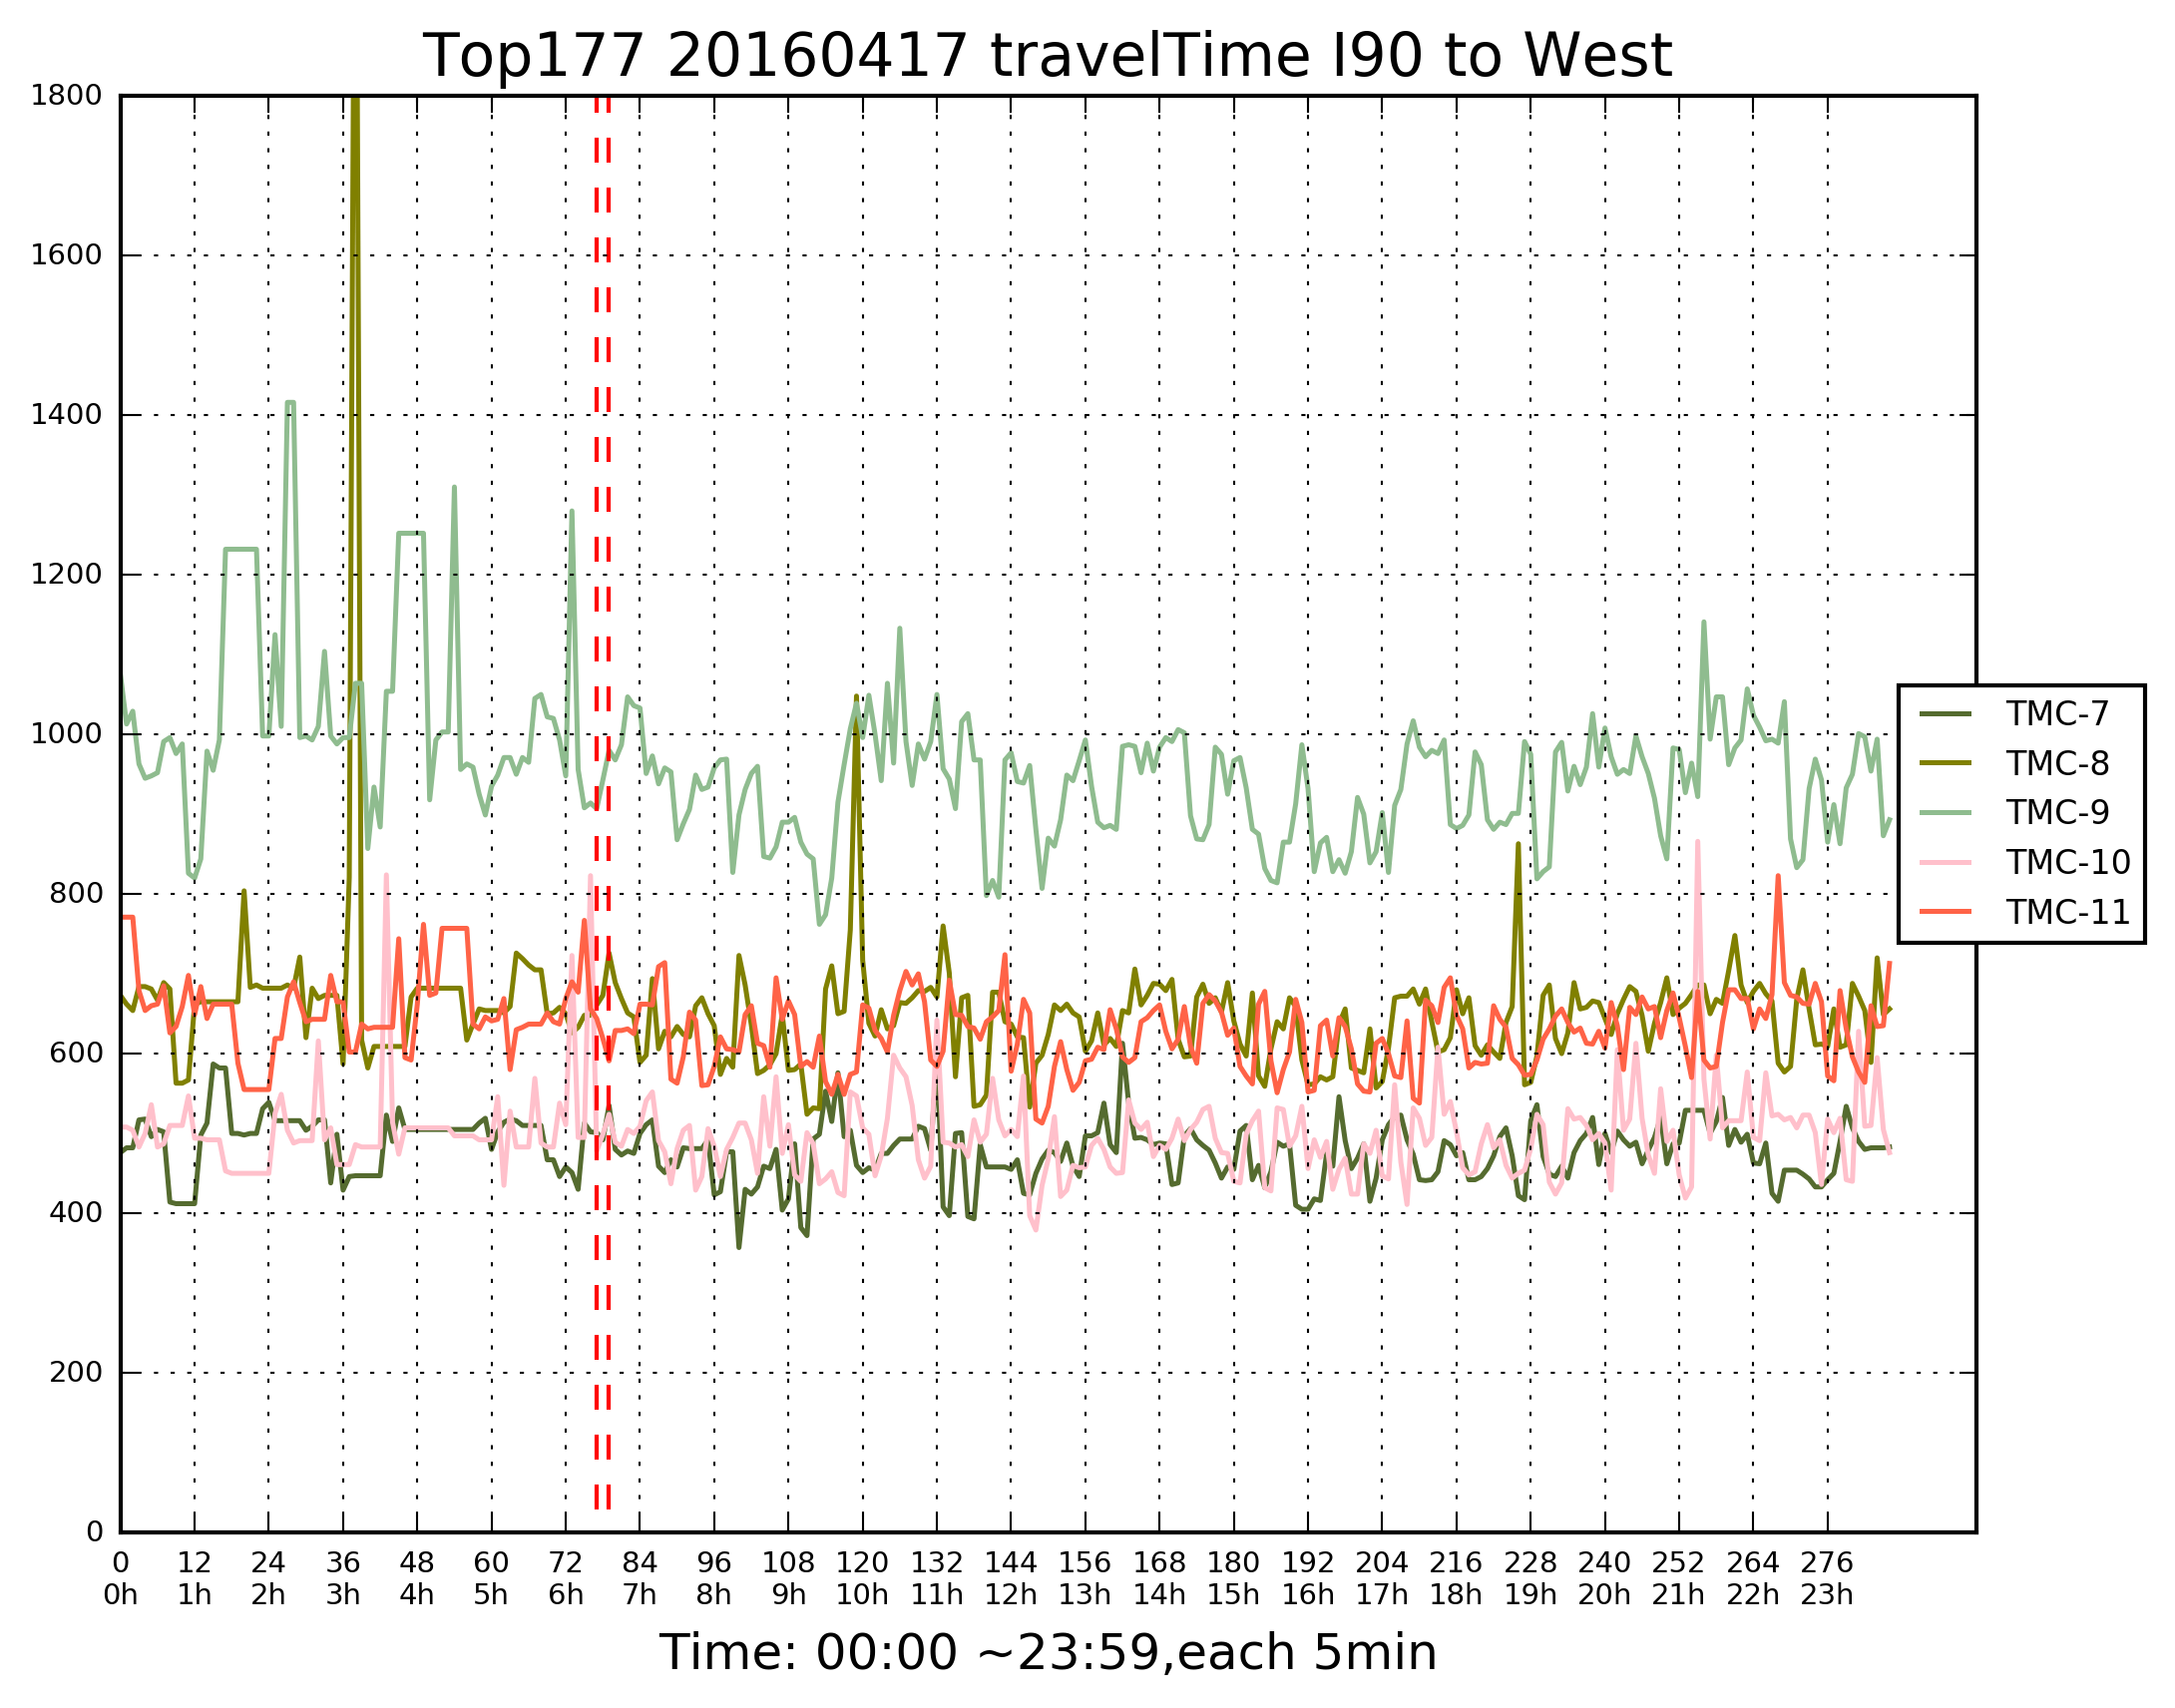 Top177 20160417 travelTime I90 to West
1800
1600
1400
1200
1000
800
600
400
200
0
TMC-7
TMC-8
TMC-9
TMC-10
TMC-11
0 12 24 36 48 60 72 84 96 108 120 132 144 156 168 180 192 204 216 228 240 252 264 276
0h 1h 2h 3h 4h 5h 6h 7h 8h 9h 10h 11h 12h 13h 14h 15h 16h 17h 18h 19h 20h 21h 22h 23h
Time: 00:00 ~23:59,each 5min